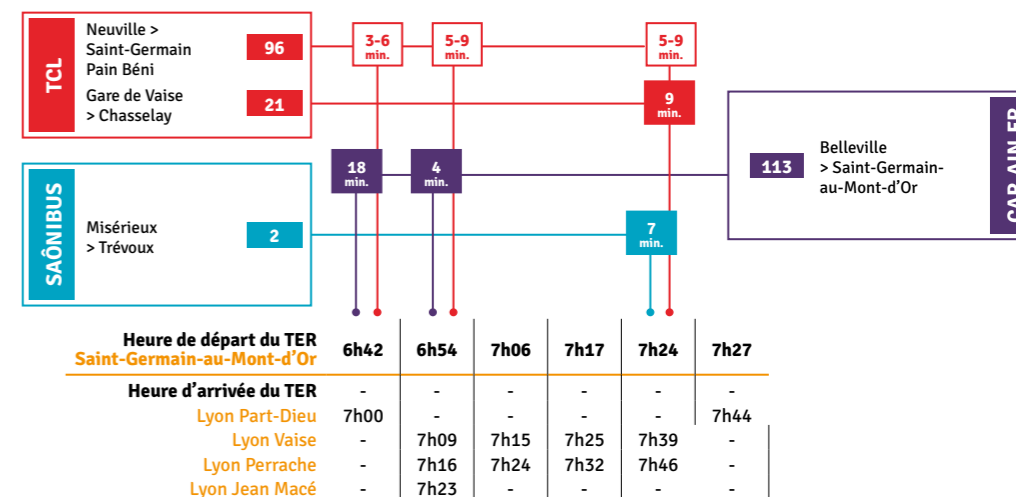 TCL
Neuville >
Saint-Germain
Pain Béni
96
Gare de Vaise
> Chasselay
21
3-6
min.
5-9
min.
5-9
min.
9
min.
18
min.
4
min.
113
Belleville
> Saint-Germain-
au-Mont-d'Or
SAÔNIBUS
Misérieux
> Trévoux
2
7
min.
Heure de départ du TER
Saint-Germain-au-Mont-d'Or
6h42 6h54 7h06 7h17 7h24 7h27
Heure d'arrivée du TER - - - - - -
Lyon Part-Dieu 7h00 - - - - 7h44
Lyon Vaise - 7h09 7h15 7h25 7h39 -
Lyon Perrache - 7h16 7h24 7h32 7h46 -
Lyon Jean Macé - 7h23 - - - -